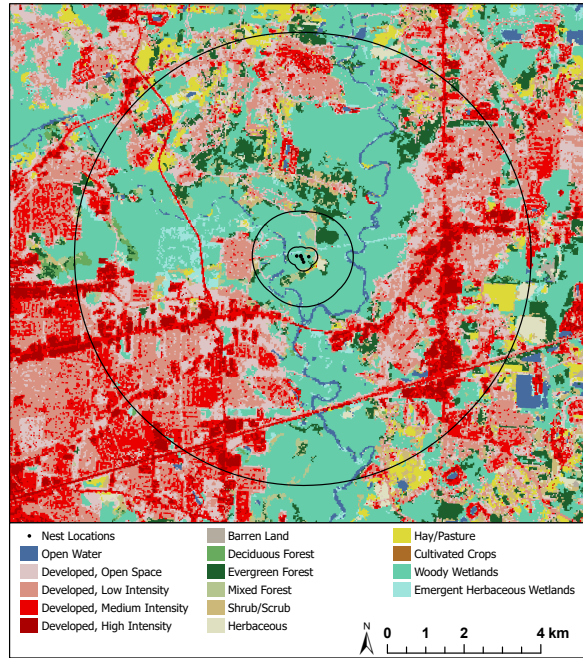 Nest Locations
Open Water
Developed, Open Space
Developed, Low Intensity
Developed, Medium Intensity
Developed, High Intensity
Barren Land
Deciduous Forest
Evergreen Forest
Mixed Forest
Shrub/Scrub
Herbaceous
Hay/Pasture
Cultivated Crops
Woody Wetlands
Emergent Herbaceous Wetlands
N
0 1 2 4 km